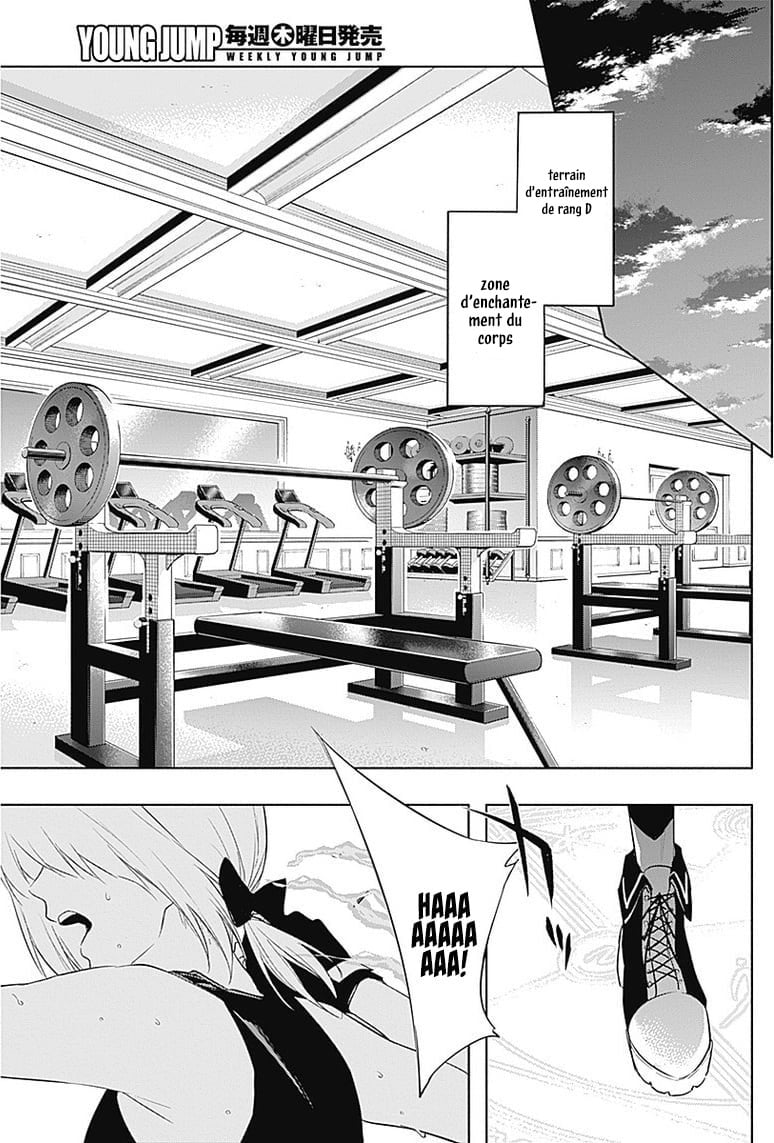 YOUNG JUMP 毎週木曜日発売
WEEKLY YOUNG JUMP
terrain
d'entraînement
de rang D
zone
d'enchante-
ment du
corps
HAAA
AAAAA
AAA!